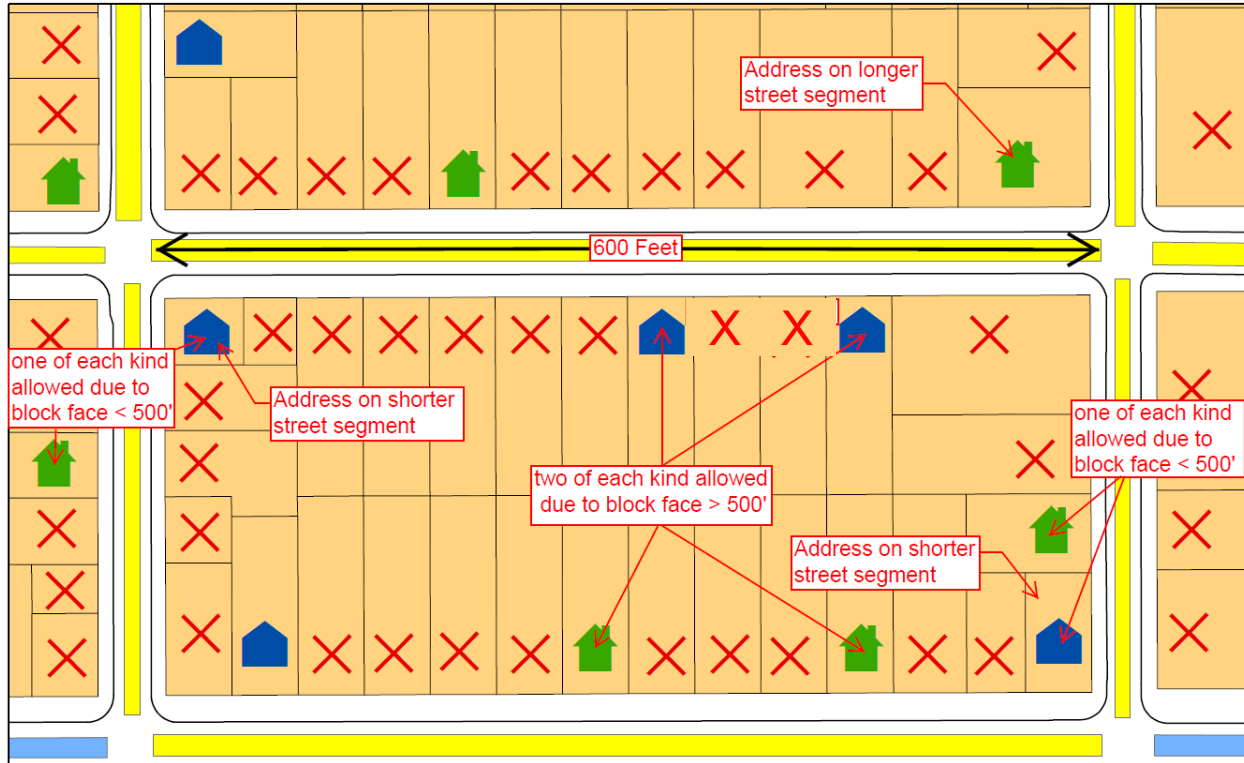 Address on longer
street segment
600 Feet
one of each kind
allowed due to
block face < 500'
Address on shorter
street segment
two of each kind allowed
due to block face > 500'
one of each kind
allowed due to
block face < 500'
Address on shorter
street segment